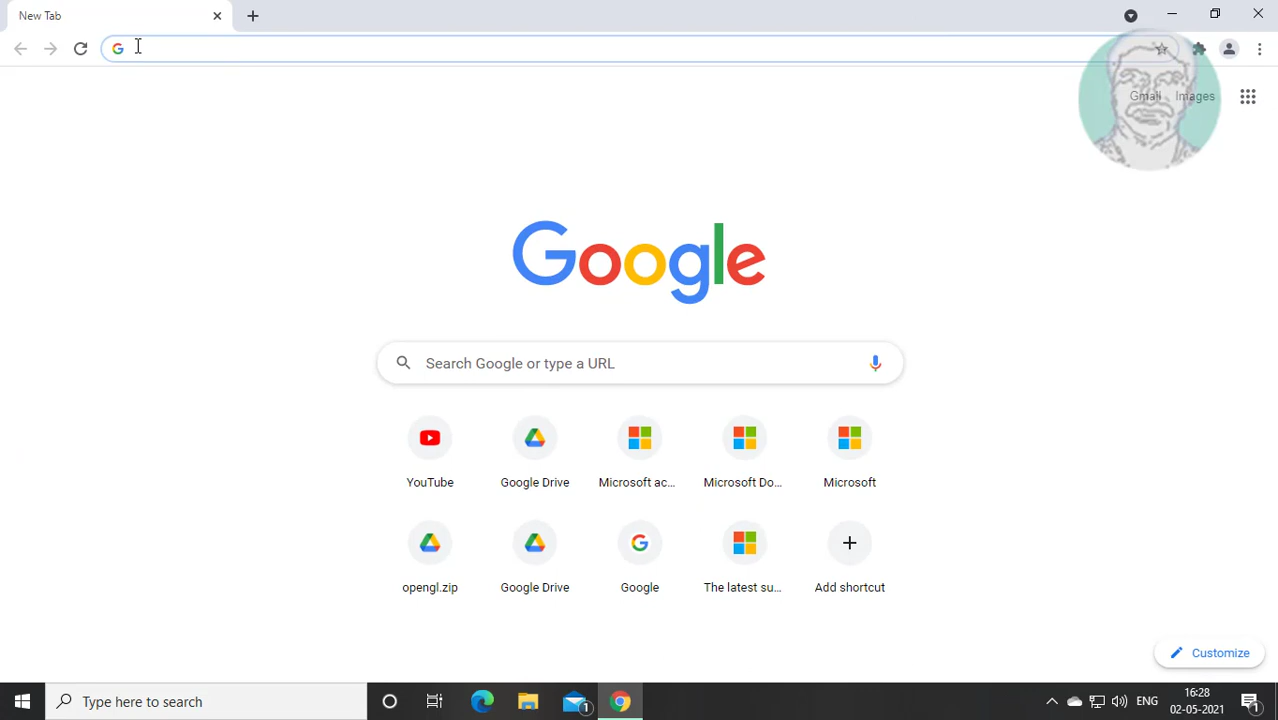 New Tab
Gmail Images
Google
Search Google or type a URL
YouTube
Google Drive
Microsoft ac...
Microsoft Do...
Microsoft
opengl.zip
Google Drive
Google
The latest su...
Add shortcut
Customize
Type here to search
1
ENG
16:28
02-05-2021
1